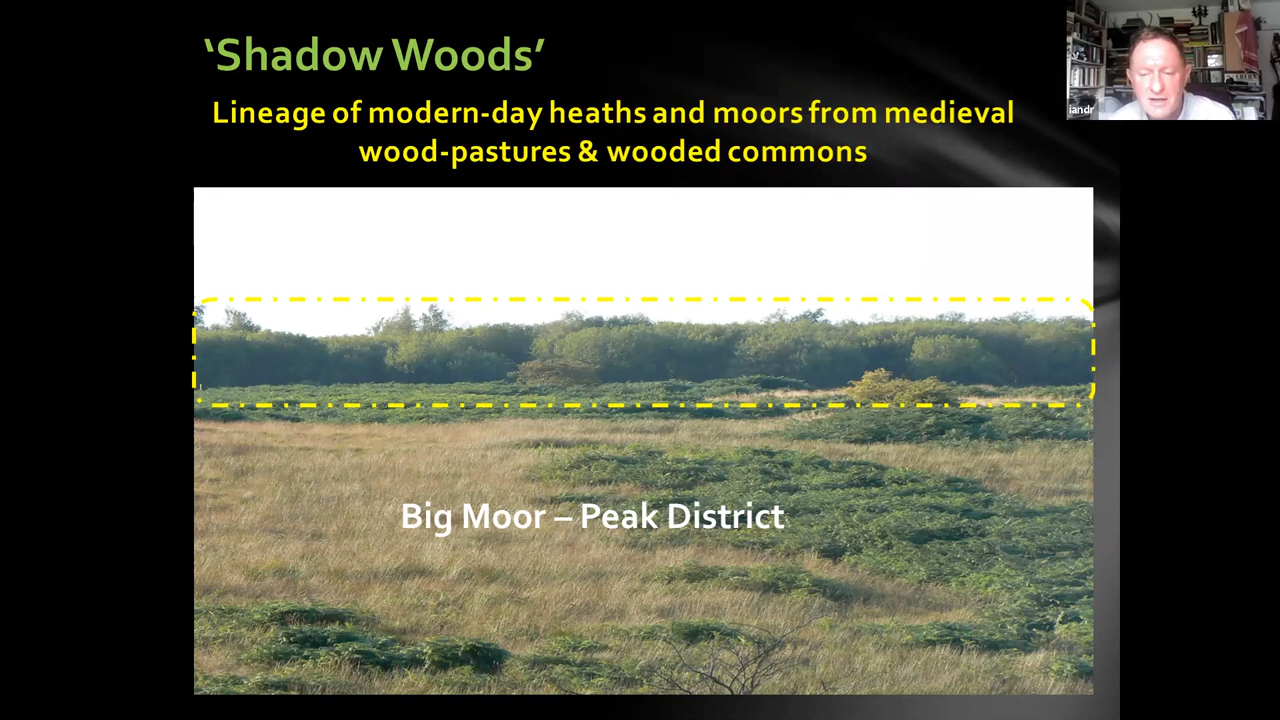 ‘Shadow Woods’
Lineage of modern-day heaths and moors from medieval
wood-pastures & wooded commons
iandr
Big Moor – Peak District